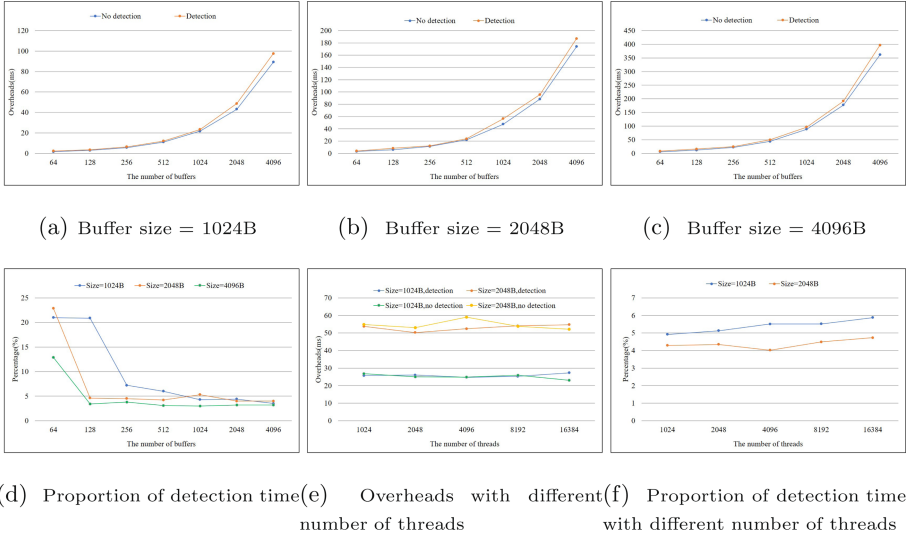 No detection Detection
120
100
80
60
40
20
0
Overheads(ms)
64 128 256 512 1024 2048 4096
The number of buffers
(a) Buffer size = 1024B
No detection Detection
200
180
160
140
120
100
80
60
40
20
0
Overheads(ms)
64 128 256 512 1024 2048 4096
The number of buffers
(b) Buffer size = 2048B
No detection Detection
450
400
350
300
250
200
150
100
50
0
Overheads(ms)
64 128 256 512 1024 2048 4096
The number of buffers
(c) Buffer size = 4096B
Size=1024B Size=2048B Size=4096B
25
20
15
10
5
0
Percentage(%)
64 128 256 512 1024 2048 4096
The number of buffers
(d) Proportion of detection time
Size=1024B,detection Size=2048B,detection
Size=1024B,no detection Size=2048B,no detection
70
60
50
40
30
20
10
0
Overheads(ms)
1024 2048 4096 8192 16384
The number of threads
(e) Overheads with different
number of threads
Size=1024B Size=2048B
7
6
5
4
3
2
1
0
Percentage(%)
1024 2048 4096 8192 16384
The number of threads
(f) Proportion of detection time
with different number of threads